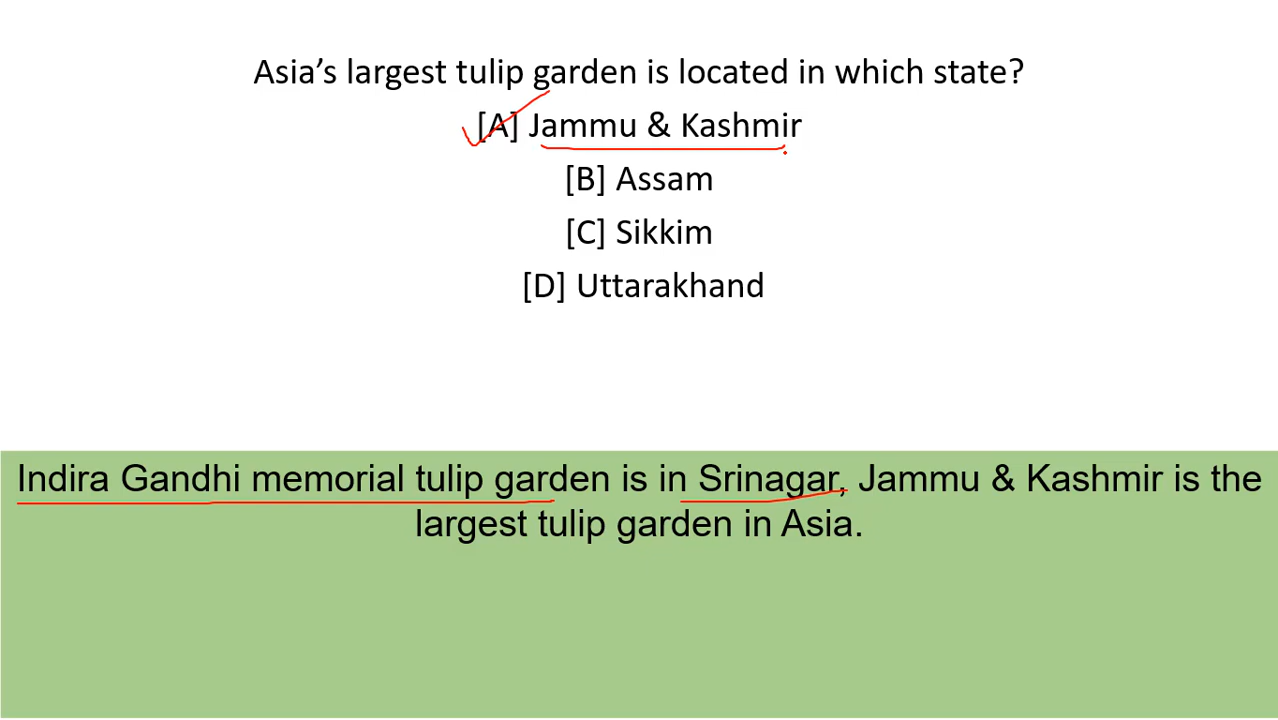 Asia’s largest tulip garden is located in which state?
[A] Jammu & Kashmir
[B] Assam
[C] Sikkim
[D] Uttarakhand
Indira Gandhi memorial tulip garden is in Srinagar, Jammu & Kashmir is the
largest tulip garden in Asia.